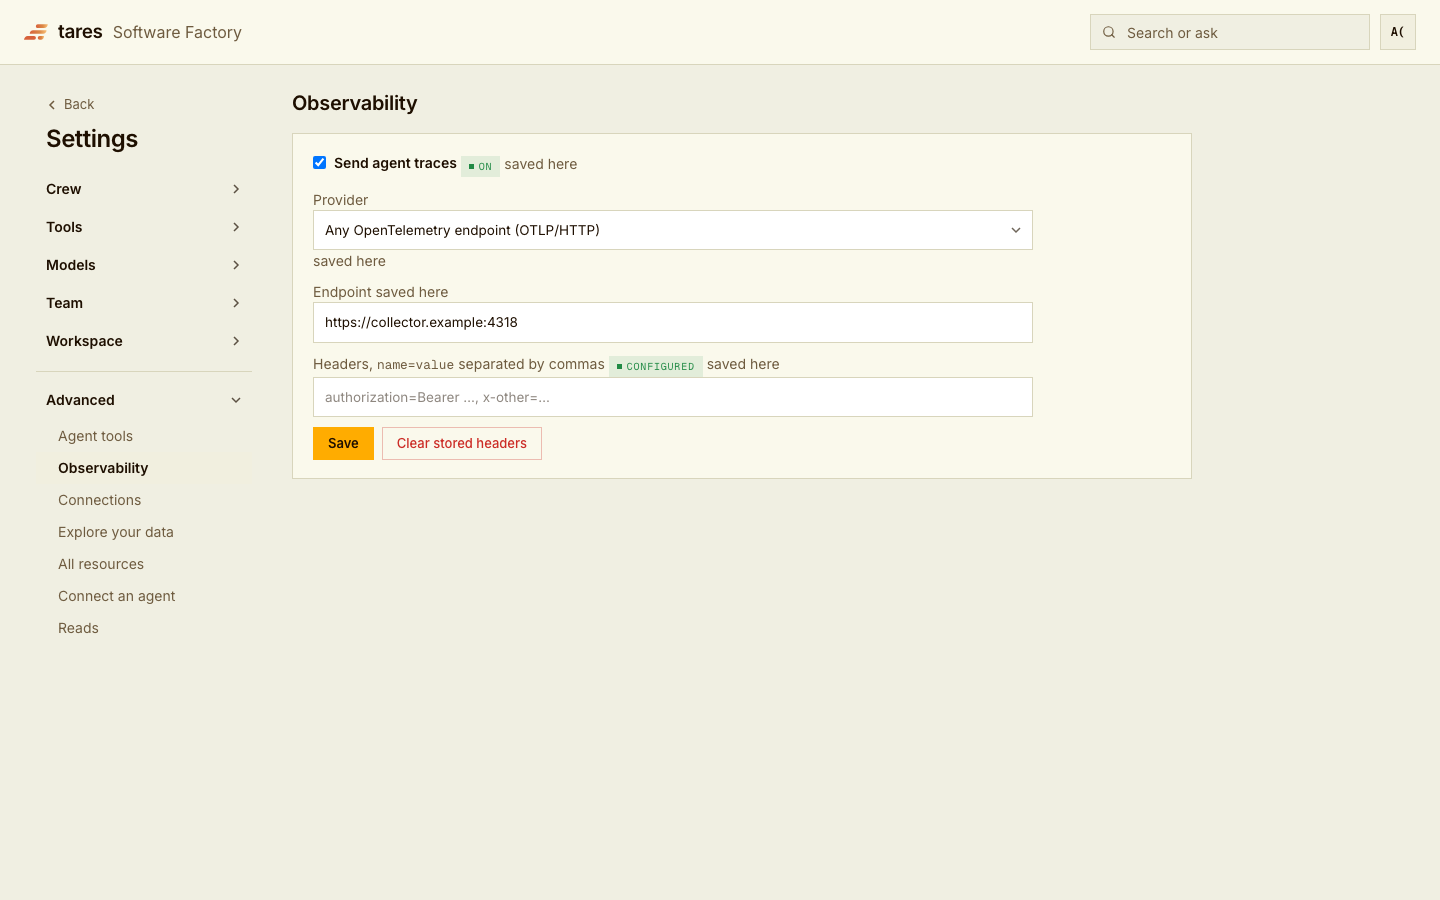 tares Software Factory
Search or ask
A(
Back
Settings
Crew
Tools
Models
Team
Workspace
Advanced
Agent tools
Observability
Connections
Explore your data
All resources
Connect an agent
Reads
Observability
Send agent traces ON saved here
Provider
Any OpenTelemetry endpoint (OTLP/HTTP)
saved here
Endpoint saved here
https://collector.example:4318
Headers, name=value separated by commas CONFIGURED saved here
authorization=Bearer ..., x-other=...
Save Clear stored headers